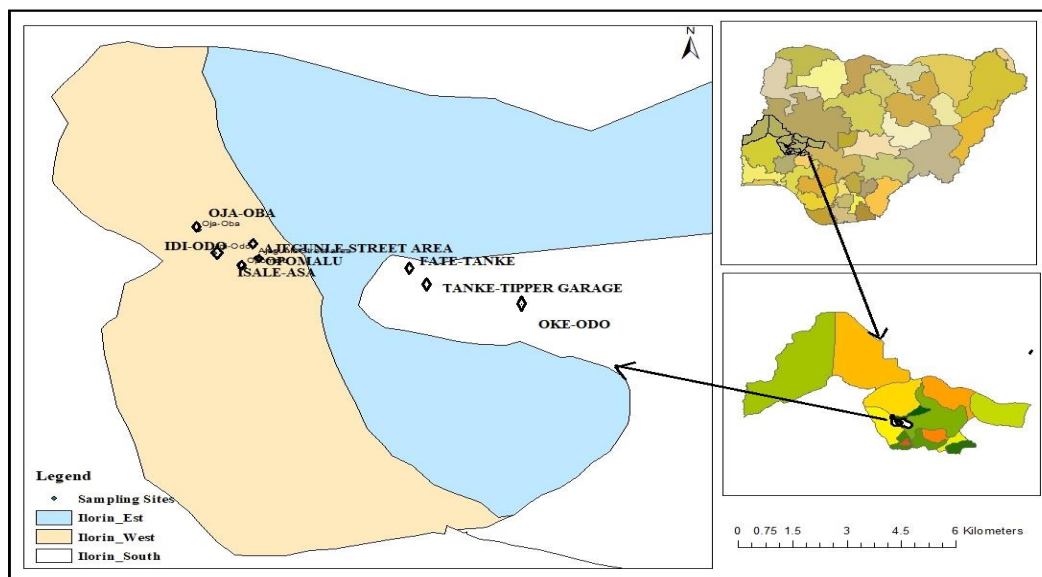 N
OJA-OBA
Oja-Oba
IDI-ODO
AJEGUNLE STREET AREA
OPOMALU
ISALE-ASA
FATE-TANKE
TANKE-TIPPER GARAGE
OKE-ODO
Legend
Sampling Sites
Ilorin_Est
Ilorin_West
Ilorin_South
0 0.75 1.5 3 4.5 6 Kilometers